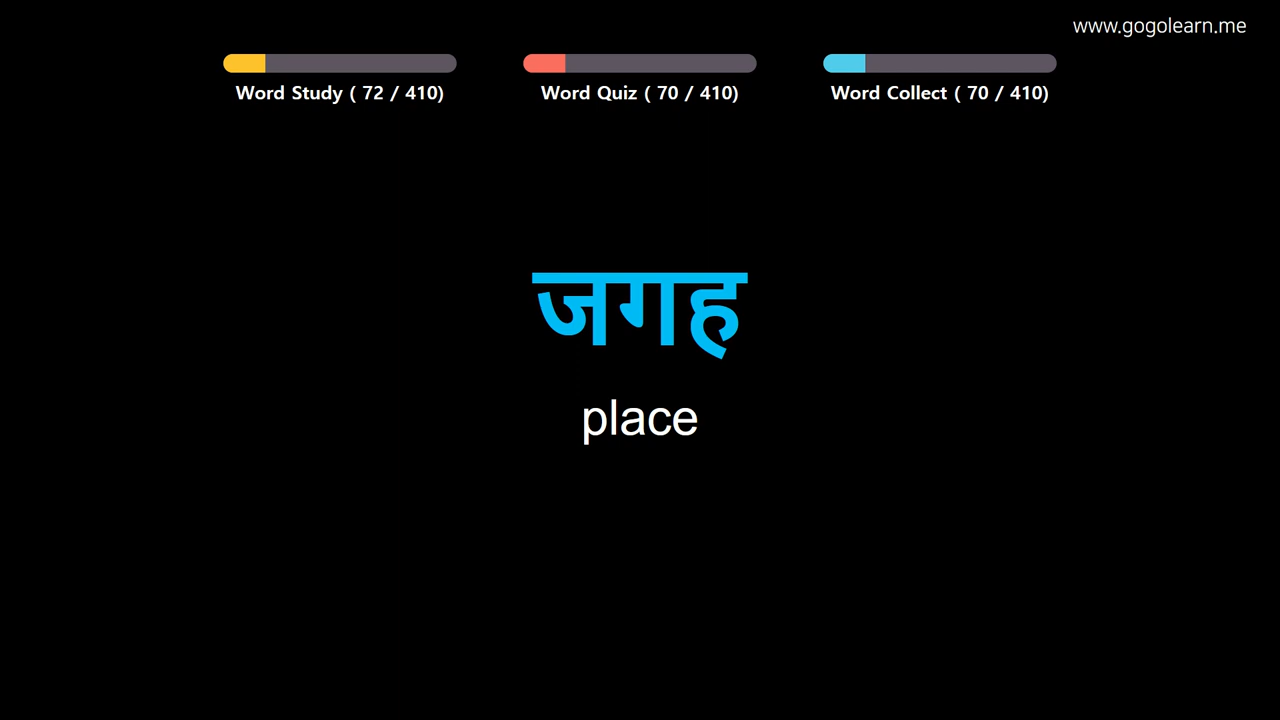 www.gogolearn.me
Word Study ( 72 / 410)
Word Quiz ( 70 / 410)
Word Collect ( 70 / 410)
जगह
place